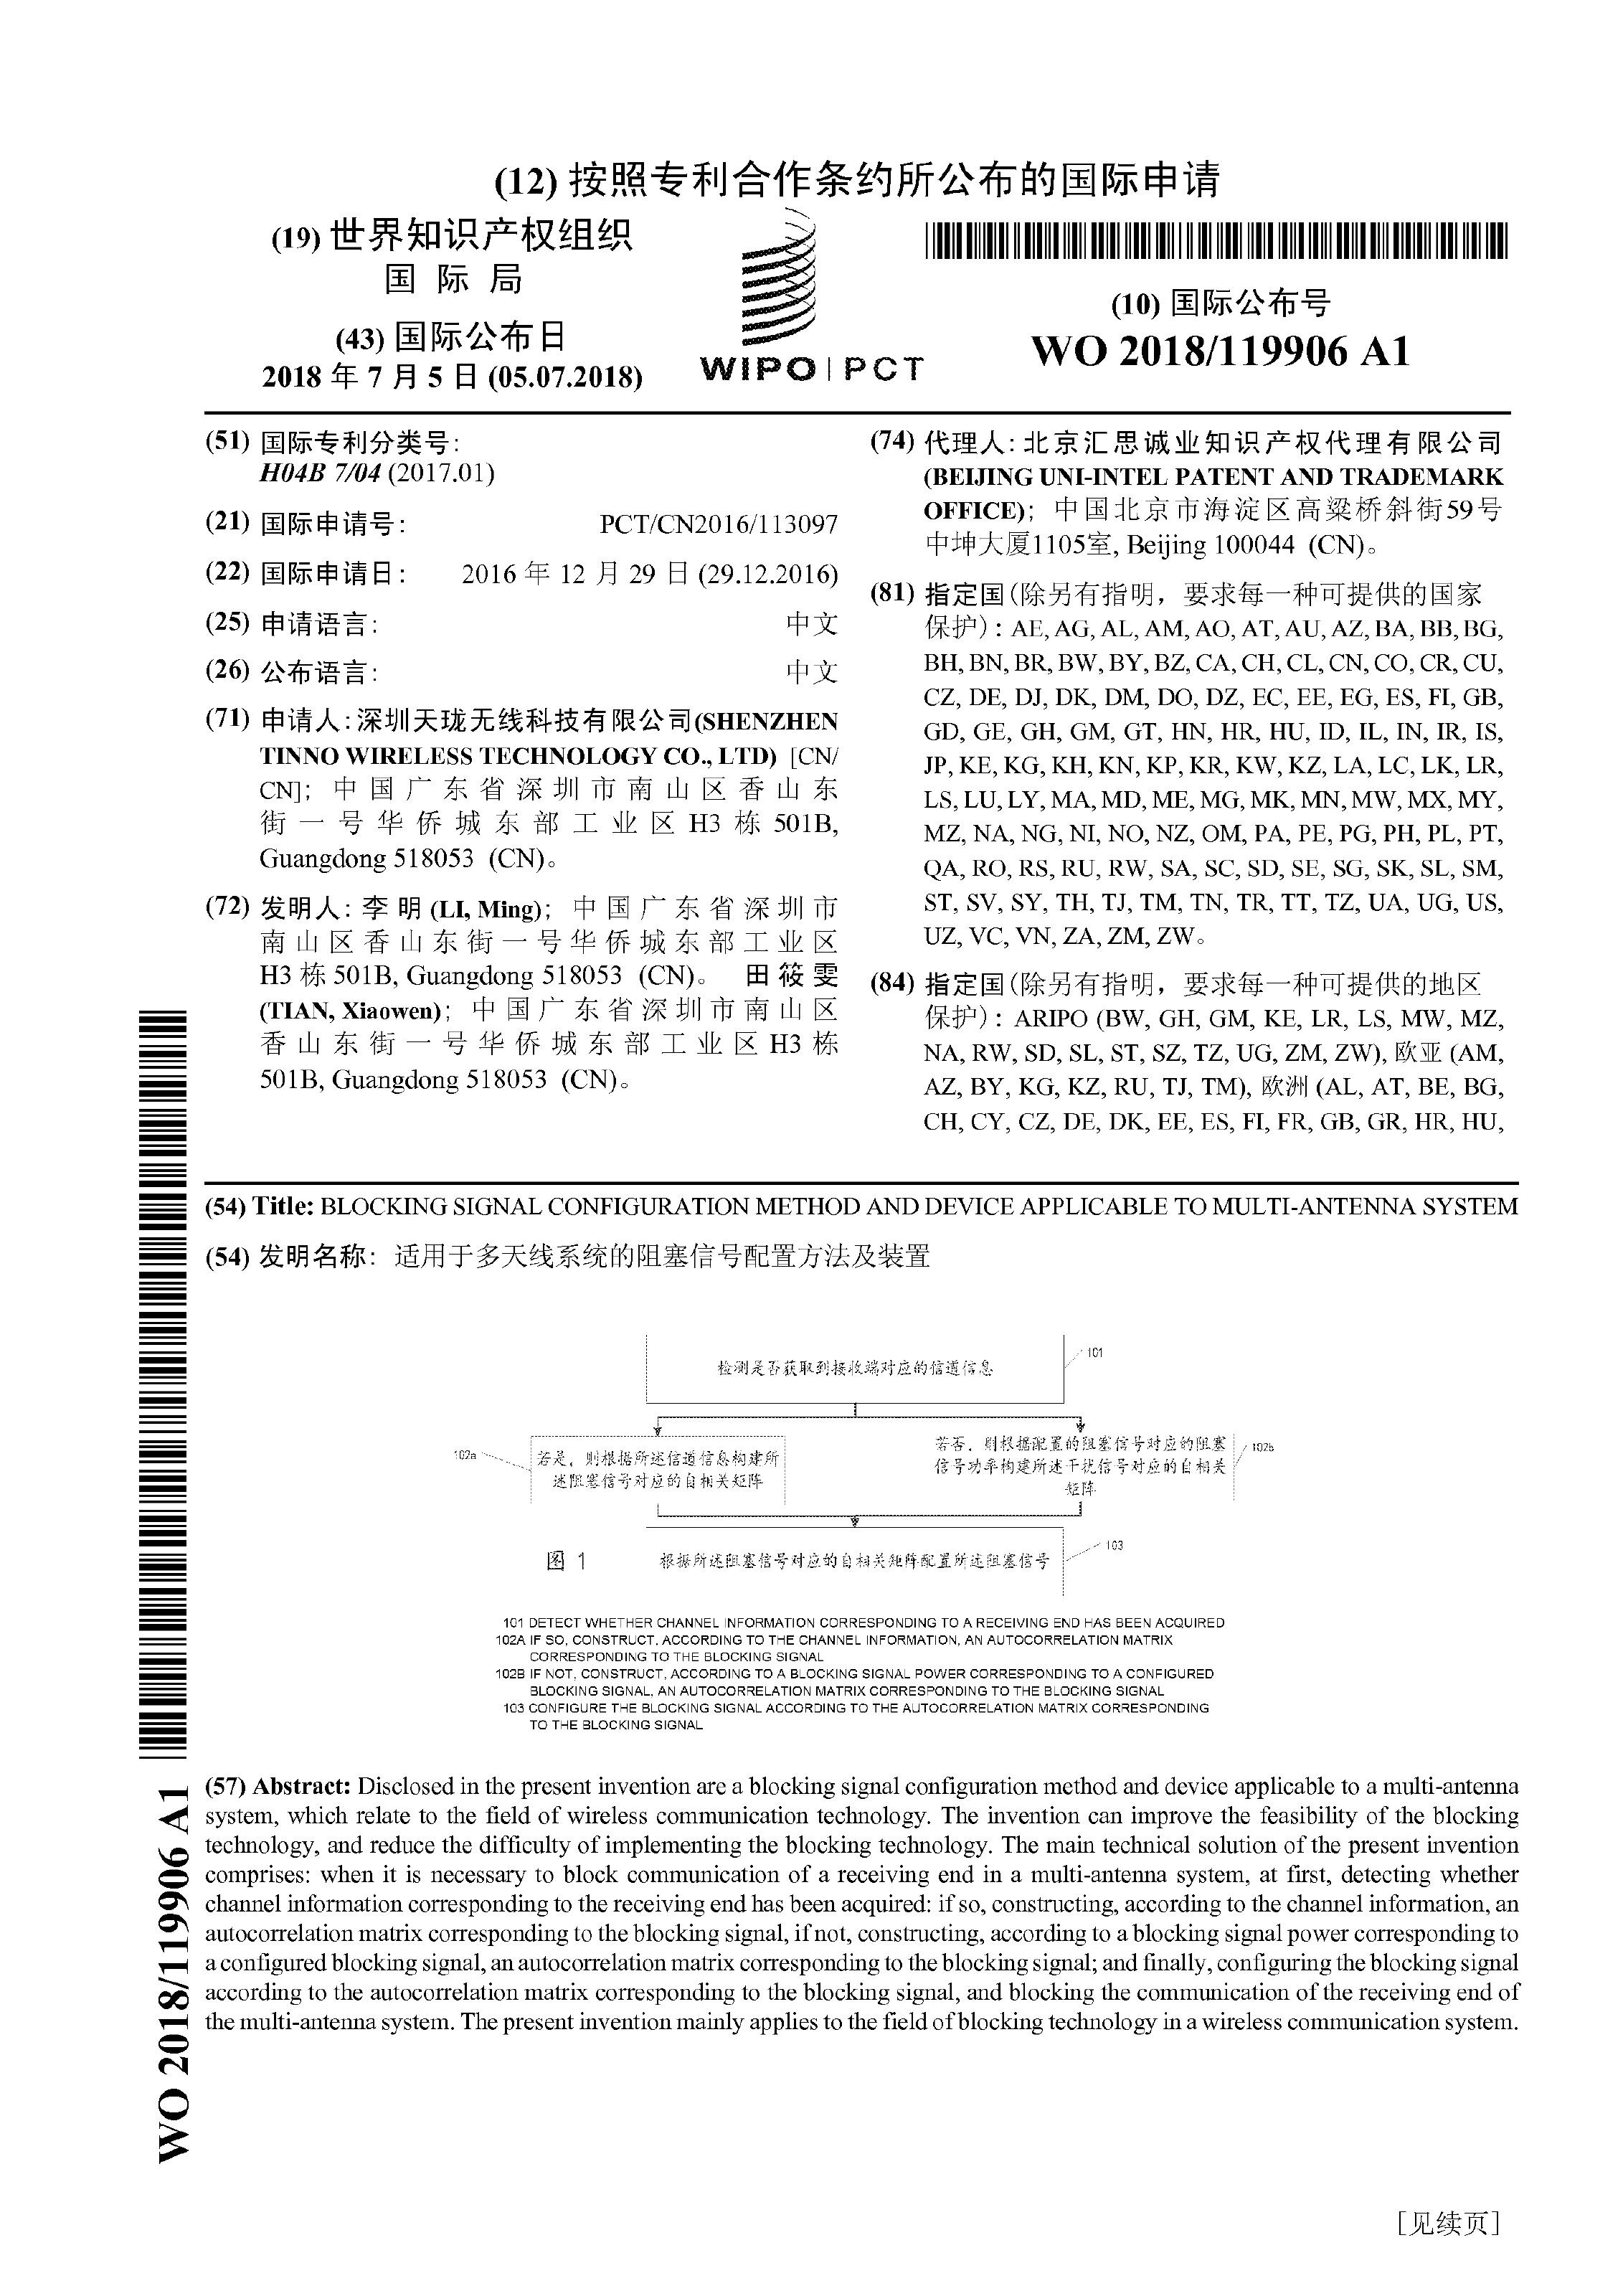 (12) 按照专利合作条约所公布的国际申请
(19) 世界知识产权组织
国 际 局
(43) 国际公布日
2018 年 7 月 5 日 (05.07.2018)
WIPO | PCT
(10) 国际公布号
WO 2018/119906 A1
(51) 国际专利分类号:
H04B 7/04 (2017.01)
(21) 国际申请号: PCT/CN2016/113097
(22) 国际申请日: 2016 年 12 月 29 日 (29.12.2016)
(25) 申请语言: 中文
(26) 公布语言: 中文
(71) 申请人: 深圳天珑无线科技有限公司(SHENZHEN
TINNO WIRELESS TECHNOLOGY CO., LTD) [CN/
CN]; 中国广东省深圳市南山区香山东
街一号华侨城东部工业区 H3 栋 501B,
Guangdong 518053 (CN)。
(72) 发明人: 李明 (LI, Ming); 中国广东省深圳市
南山区香山东街一号华侨城东部工业区
H3 栋 501B, Guangdong 518053 (CN)。 田筱雯
(TIAN, Xiaowen); 中国广东省深圳市南山区
香山东街一号华侨城东部工业区 H3 栋
501B, Guangdong 518053 (CN)。
(74) 代理人: 北京汇思诚业知识产权代理有限公司
(BEIJING UNI-INTEL PATENT AND TRADEMARK
OFFICE); 中国北京市海淀区高粱桥斜街59号
中坤大厦1105室, Beijing 100044 (CN)。
(81) 指定国(除另有指明，要求每一种可提供的国家
保护): AE, AG, AL, AM, AO, AT, AU, AZ, BA, BB, BG,
BH, BN, BR, BW, BY, BZ, CA, CH, CL, CN, CO, CR, CU,
CZ, DE, DJ, DK, DM, DO, DZ, EC, EE, EG, ES, FI, GB,
GD, GE, GH, GM, GT, HN, HR, HU, ID, IL, IN, IR, IS,
JP, KE, KG, KH, KN, KP, KR, KW, KZ, LA, LC, LK, LR,
LS, LU, LY, MA, MD, ME, MG, MK, MN, MW, MX, MY,
MZ, NA, NG, NI, NO, NZ, OM, PA, PE, PG, PH, PL, PT,
QA, RO, RS, RU, RW, SA, SC, SD, SE, SG, SK, SL, SM,
ST, SV, SY, TH, TJ, TM, TN, TR, TT, TZ, UA, UG, US,
UZ, VC, VN, ZA, ZM, ZW。
(84) 指定国(除另有指明，要求每一种可提供的地区
保护): ARIPO (BW, GH, GM, KE, LR, LS, MW, MZ,
NA, RW, SD, SL, ST, SZ, TZ, UG, ZM, ZW), 欧亚 (AM,
AZ, BY, KG, KZ, RU, TJ, TM), 欧洲 (AL, AT, BE, BG,
CH, CY, CZ, DE, DK, EE, ES, FI, FR, GB, GR, HR, HU,
(54) Title: BLOCKING SIGNAL CONFIGURATION METHOD AND DEVICE APPLICABLE TO MULTI-ANTENNA SYSTEM
(54) 发明名称: 适用于多天线系统的阻塞信号配置方法及装置
检测是否获取到接收端对应的信道信息
101
102a
若是，则根据所述信道信息构建所
述阻塞信号对应的自相关矩阵
若否，则根据配置的阻塞信号对应的阻塞
信号功率构建所述干扰信号对应的自相关
矩阵
102b
图 1
根据所述阻塞信号对应的自相关矩阵配置所述阻塞信号
103
101 DETECT WHETHER CHANNEL INFORMATION CORRESPONDING TO A RECEIVING END HAS BEEN ACQUIRED
102A IF SO, CONSTRUCT, ACCORDING TO THE CHANNEL INFORMATION, AN AUTOCORRELATION MATRIX
CORRESPONDING TO THE BLOCKING SIGNAL
102B IF NOT, CONSTRUCT, ACCORDING TO A BLOCKING SIGNAL POWER CORRESPONDING TO A CONFIGURED
BLOCKING SIGNAL, AN AUTOCORRELATION MATRIX CORRESPONDING TO THE BLOCKING SIGNAL
103 CONFIGURE THE BLOCKING SIGNAL ACCORDING TO THE AUTOCORRELATION MATRIX CORRESPONDING
TO THE BLOCKING SIGNAL
(57) Abstract: Disclosed in the present invention are a blocking signal configuration method and device applicable to a multi-antenna
system, which relate to the field of wireless communication technology. The invention can improve the feasibility of the blocking
technology, and reduce the difficulty of implementing the blocking technology. The main technical solution of the present invention
comprises: when it is necessary to block communication of a receiving end in a multi-antenna system, at first, detecting whether
channel information corresponding to the receiving end has been acquired: if so, constructing, according to the channel information, an
autocorrelation matrix corresponding to the blocking signal, if not, constructing, according to a blocking signal power corresponding to
a configured blocking signal, an autocorrelation matrix corresponding to the blocking signal; and finally, configuring the blocking signal
according to the autocorrelation matrix corresponding to the blocking signal, and blocking the communication of the receiving end of
the multi-antenna system. The present invention mainly applies to the field of blocking technology in a wireless communication system.
WO 2018/119906 A1
[见续页]